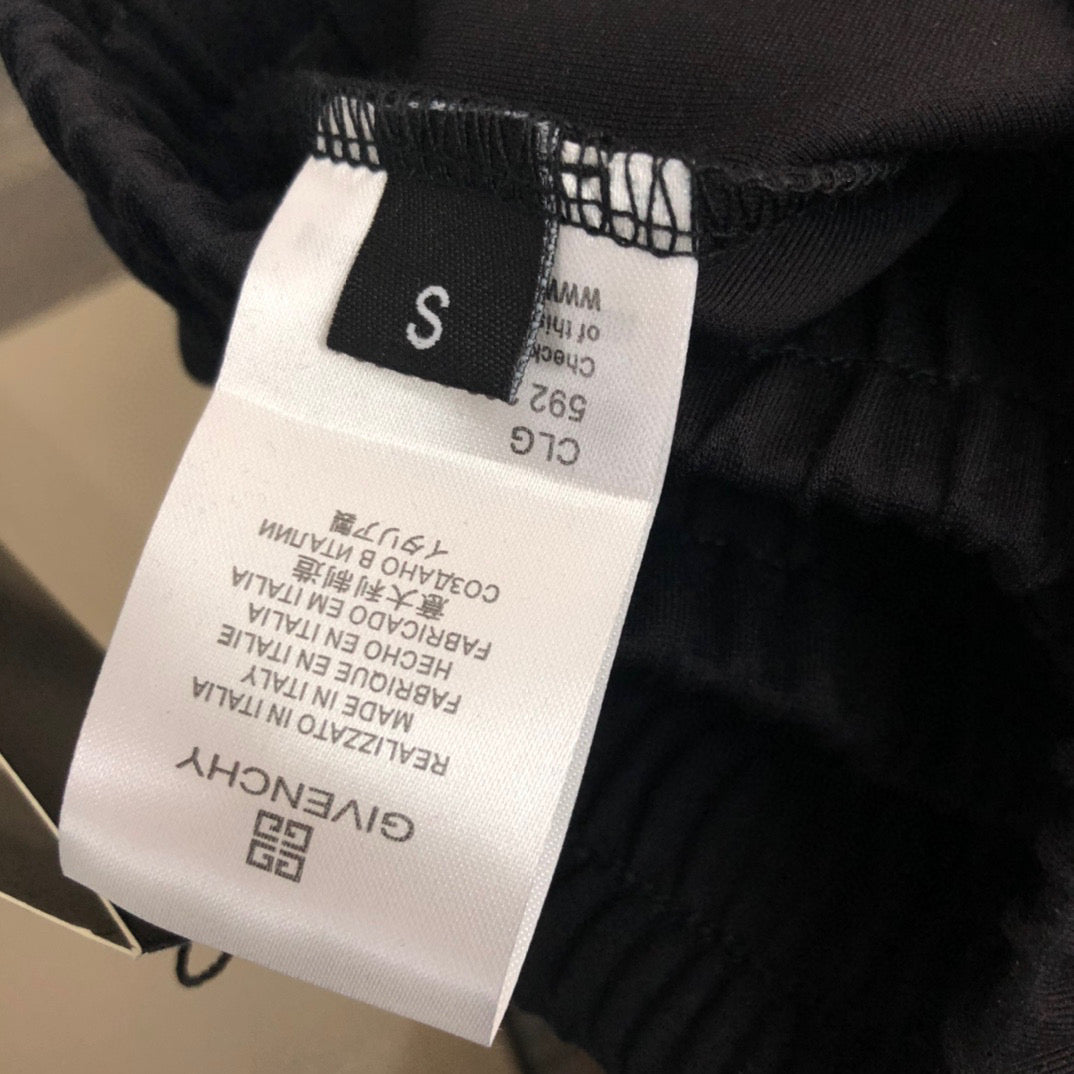 S
GIVENCHY
REALIZZATO IN ITALIA
MADE IN ITALY
FABRIQUE EN ITALIE
HECHO EN ITALIA
FABRICADO EM ITALIA
意大利制造
СОЗДАНО В ИТАЛИИ
イタリア製
CLG
592
Check
of this
WWW